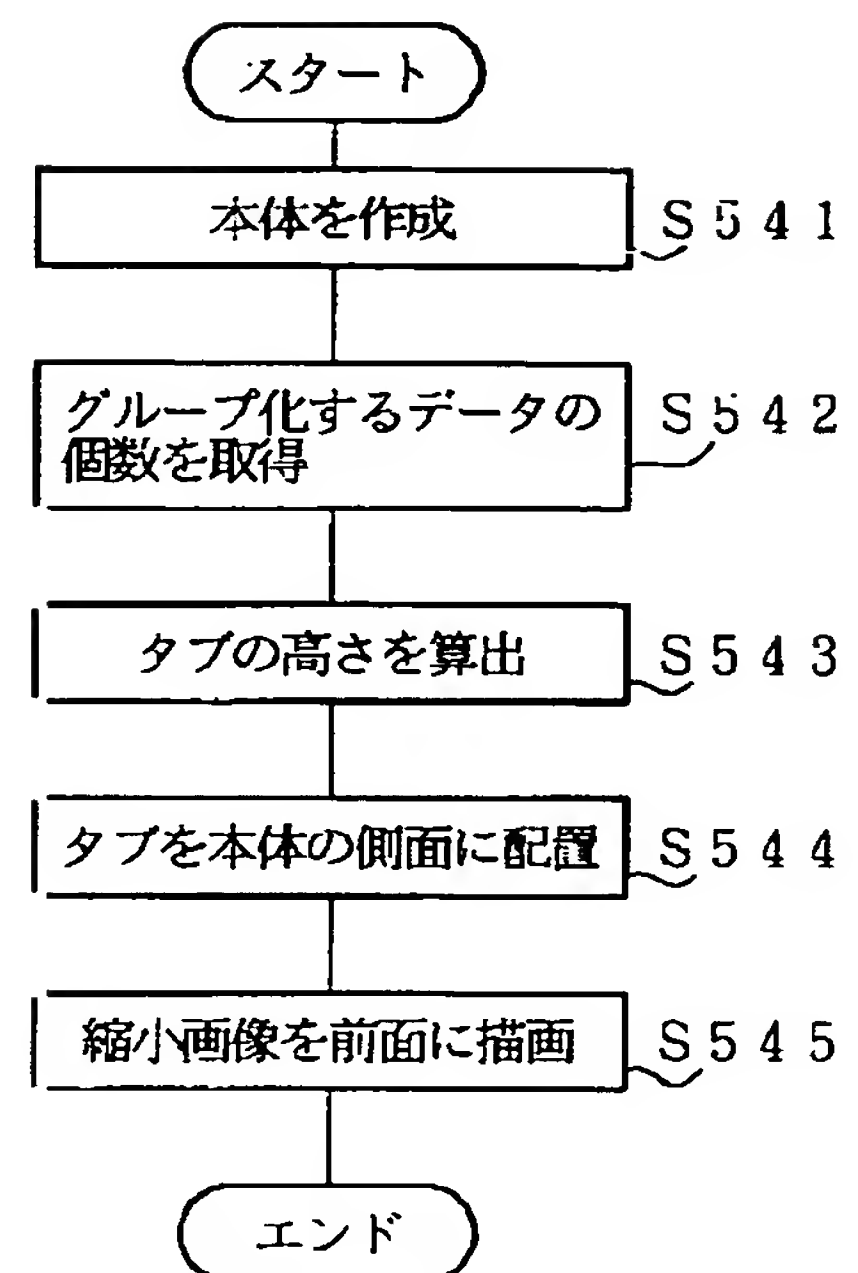 スタート
本体を作成
S541
グループ化するデータの
個数を取得
S542
タブの高さを算出
S543
タブを本体の側面に配置
S544
縮小画像を前面に描画
S545
エンド